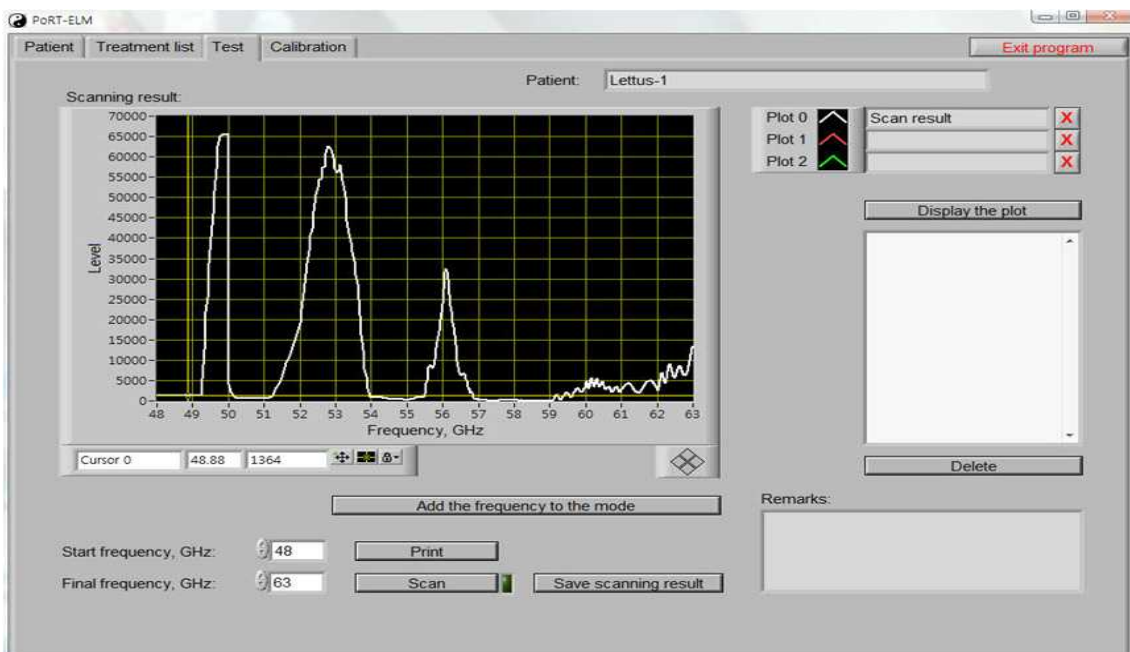 PoRT-ELM
Patient Treatment list Test Calibration Exit program
Patient: Lettus-1
Scanning result:
Plot 0 Scan result X
Plot 1 X
Plot 2 X
70000
65000
60000
55000
50000
45000
40000
35000
30000
25000
20000
15000
10000
5000
0
Level
48 49 50 51 52 53 54 55 56 57 58 59 60 61 62 63
Frequency, GHz
Cursor 0 48.88 1364
Display the plot
Delete
Add the frequency to the mode
Remarks:
Start frequency, GHz: 48 Print
Final frequency, GHz: 63 Scan Save scanning result